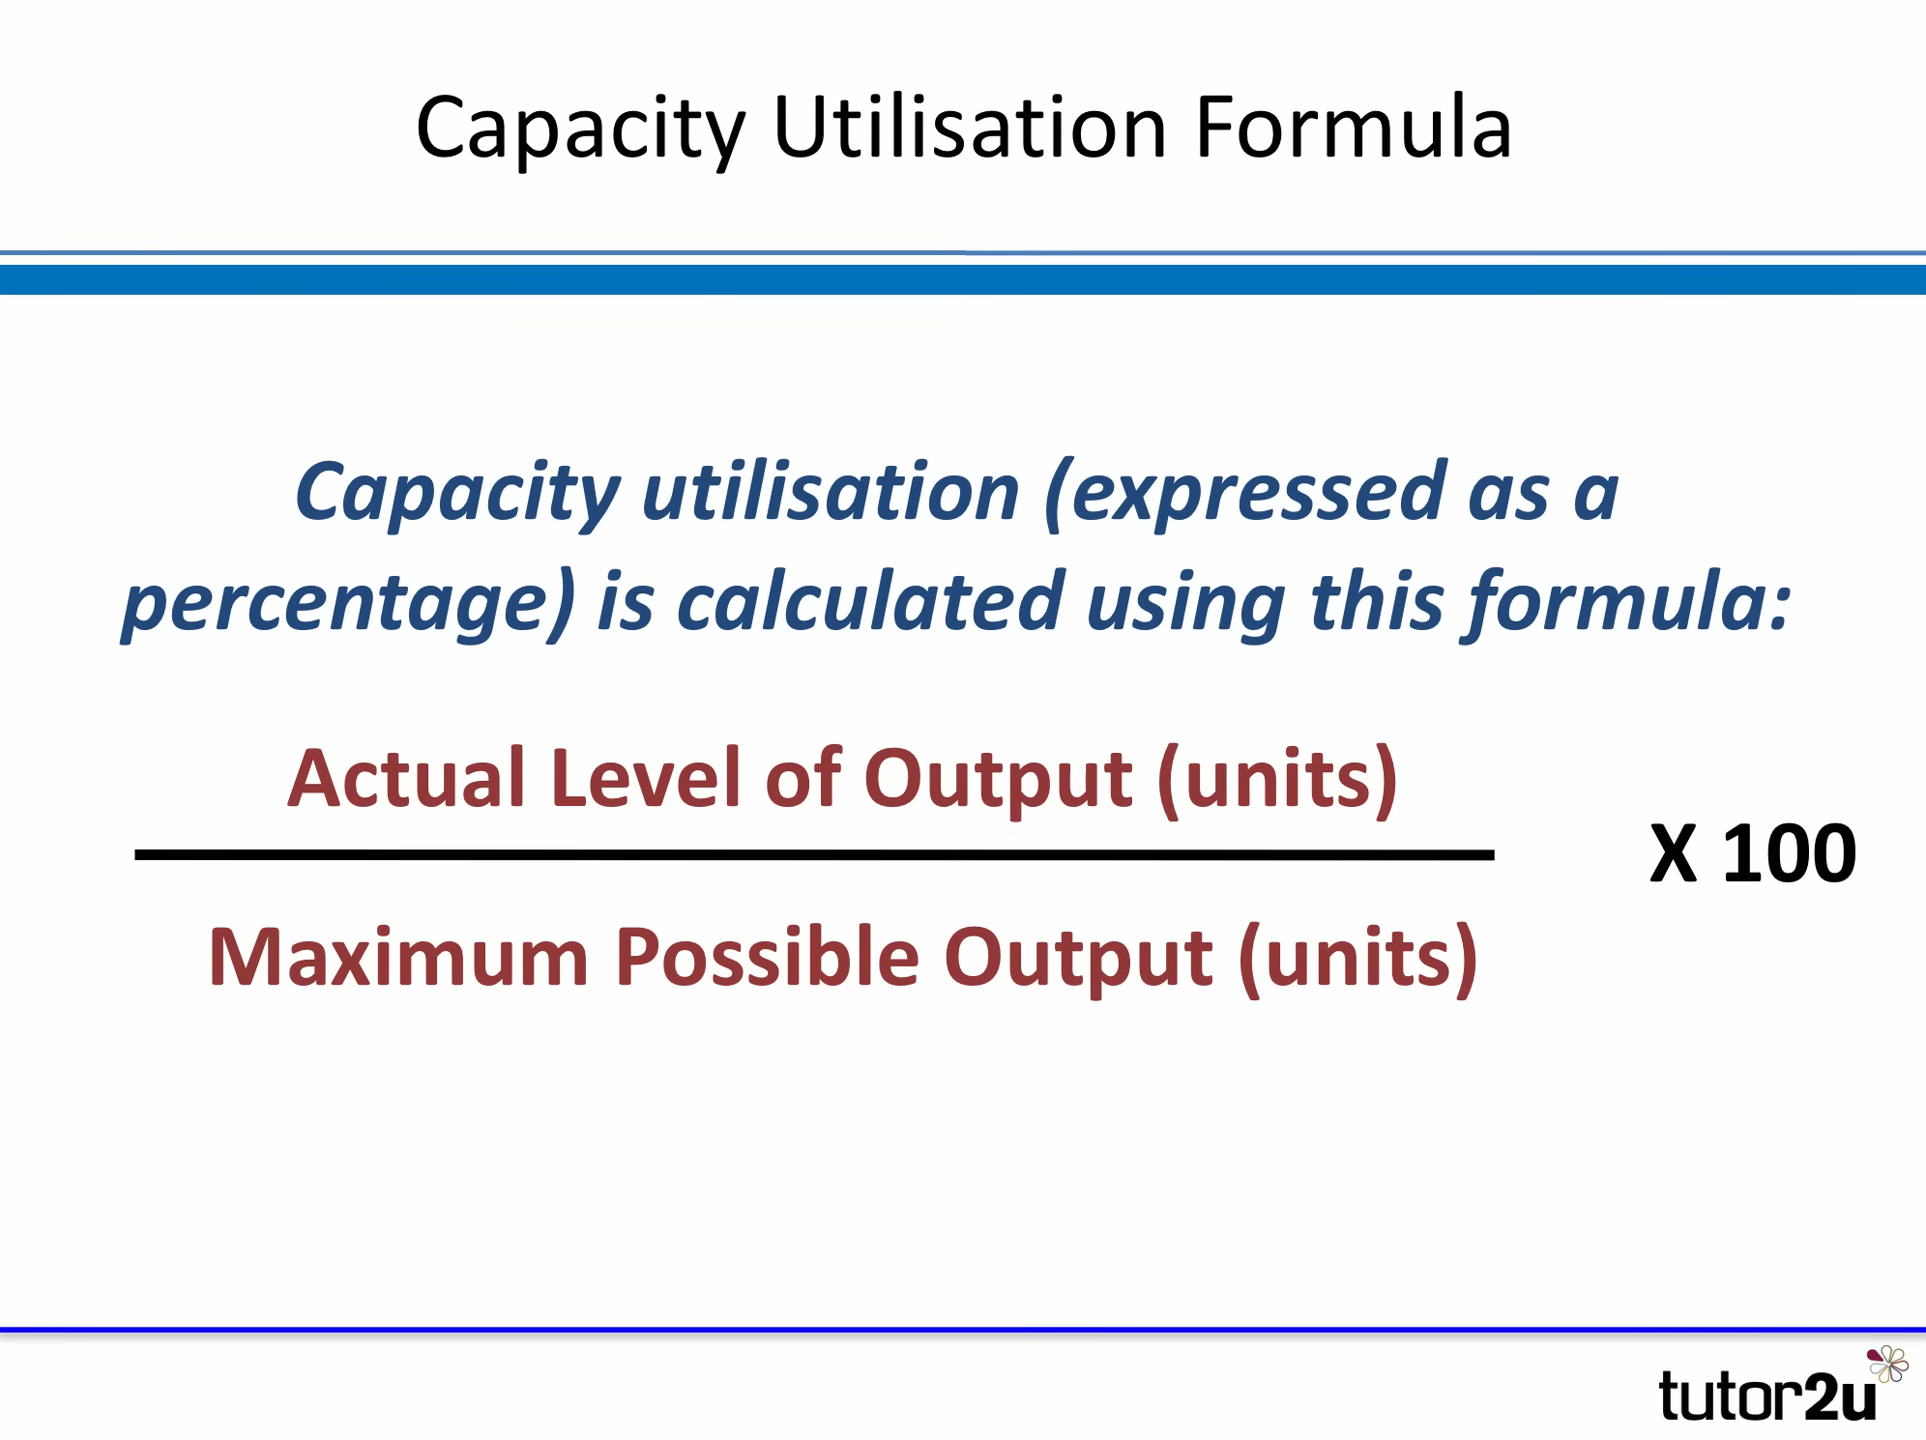 Capacity Utilisation Formula
Capacity utilisation (expressed as a
percentage) is calculated using this formula:
Actual Level of Output (units)
X 100
Maximum Possible Output (units)
tutor2u